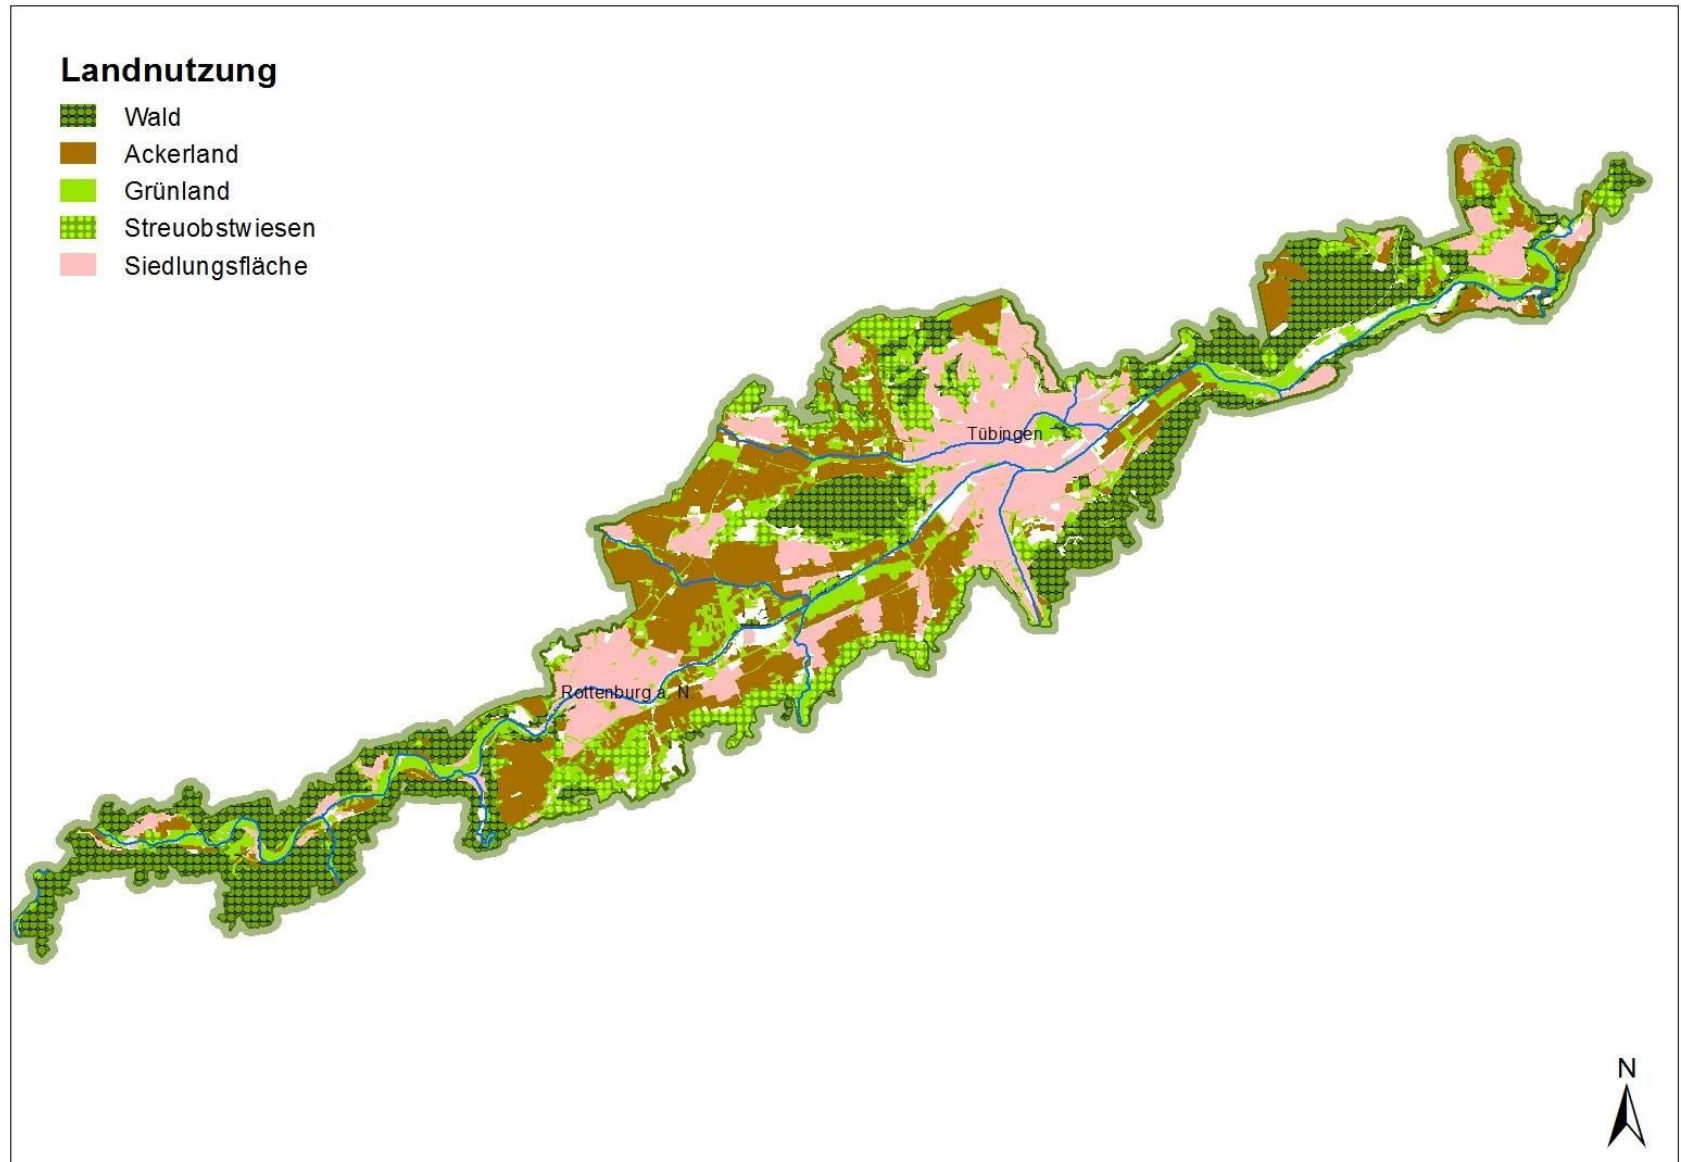 Landnutzung
Wald
Ackerland
Grünland
Streuobstwiesen
Siedlungsfläche
Tübingen
Rottenburg a. N.
N